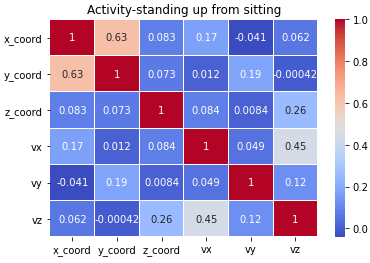 Activity-standing up from sitting
x_coord 1 0.63 0.083 0.17 -0.041 0.062
y_coord 0.63 1 0.073 0.012 0.19 -0.00042
z_coord 0.083 0.073 1 0.084 0.0084 0.26
vx 0.17 0.012 0.084 1 0.049 0.45
vy -0.041 0.19 0.0084 0.049 1 0.12
vz 0.062 -0.00042 0.26 0.45 0.12 1
x_coord y_coord z_coord vx vy vz
1.0
0.8
0.6
0.4
0.2
0.0